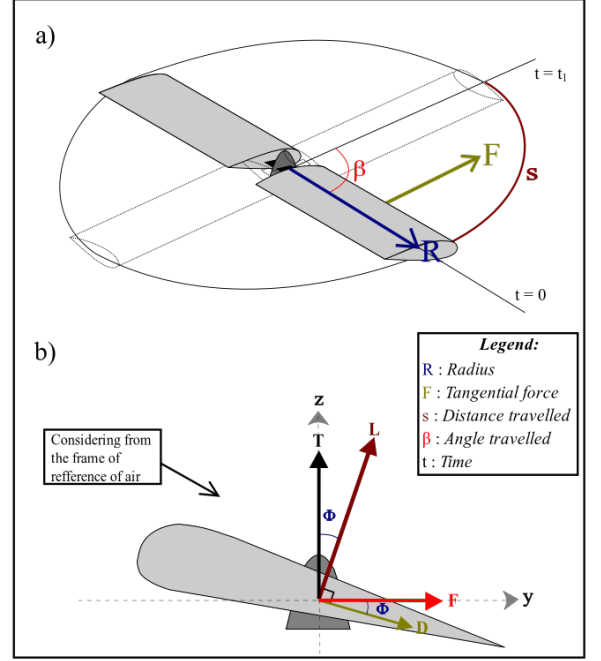 a)
t = t₁
F
β
s
R
t = 0
b)
Legend:
R : Radius
F : Tangential force
s : Distance travelled
β : Angle travelled
t : Time
z
L
T
Considering from
the frame of
refference of air
Φ
F
y
Φ
D